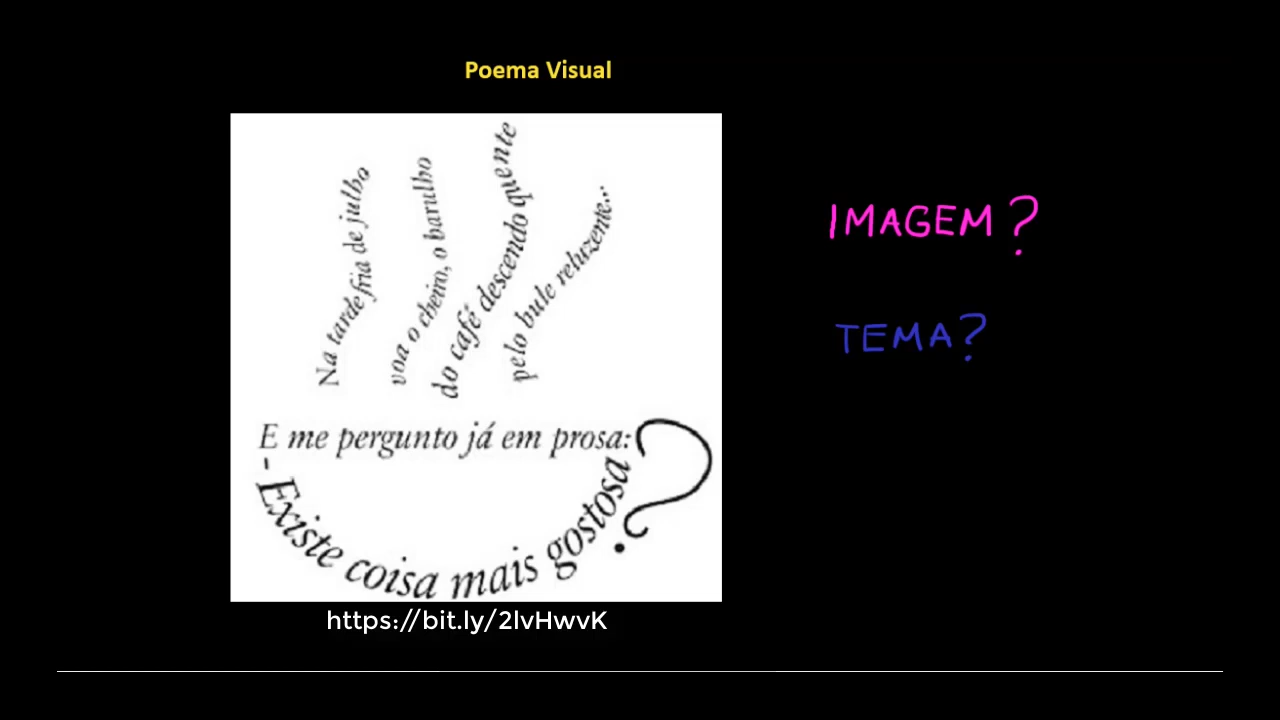 Poema Visual
Na tarde fria de julho
voa o cheiro, o barulho
do café descendo quente
pelo bule reluzente...
E me pergunto já em prosa:
- Existe coisa mais gostosa?
IMAGEM?
TEMA?
https://bit.ly/2lvHwvK